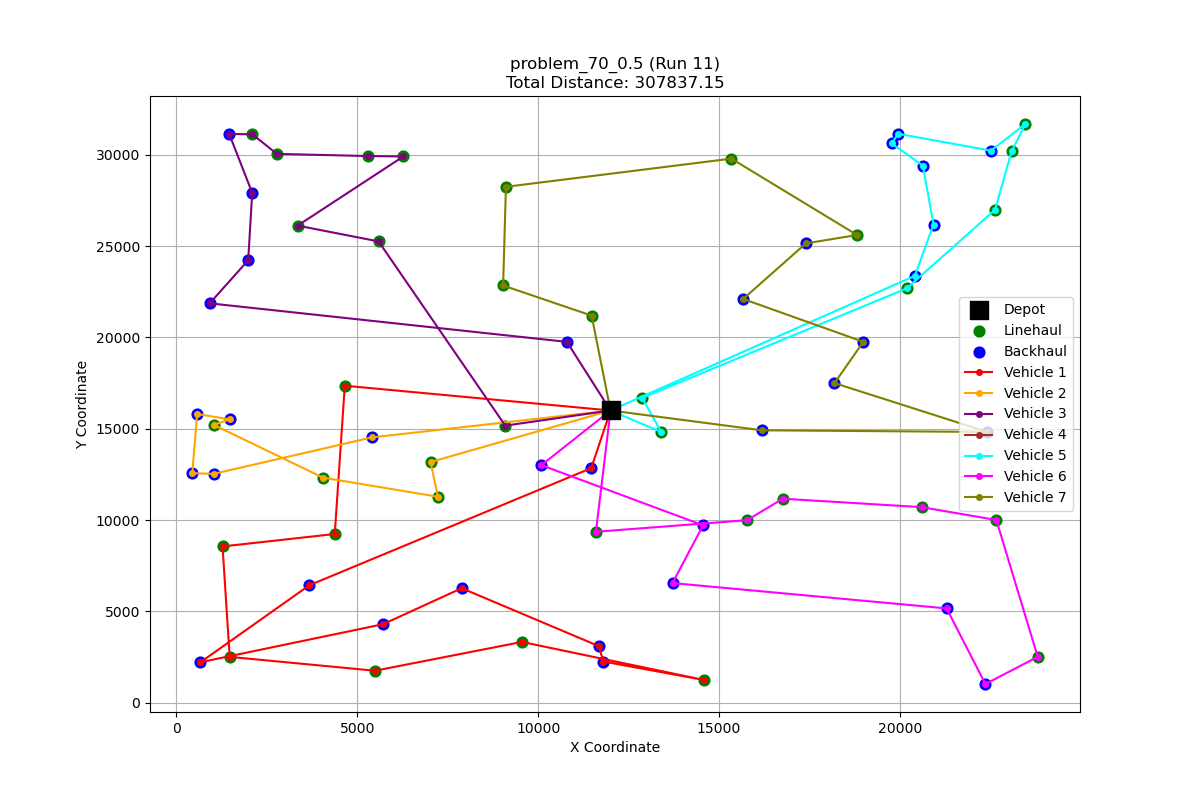 problem_70_0.5 (Run 11)
Total Distance: 307837.15
Y Coordinate
30000
25000
20000
15000
10000
5000
0
Depot
Linehaul
Backhaul
Vehicle 1
Vehicle 2
Vehicle 3
Vehicle 4
Vehicle 5
Vehicle 6
Vehicle 7
0 5000 10000 15000 20000
X Coordinate